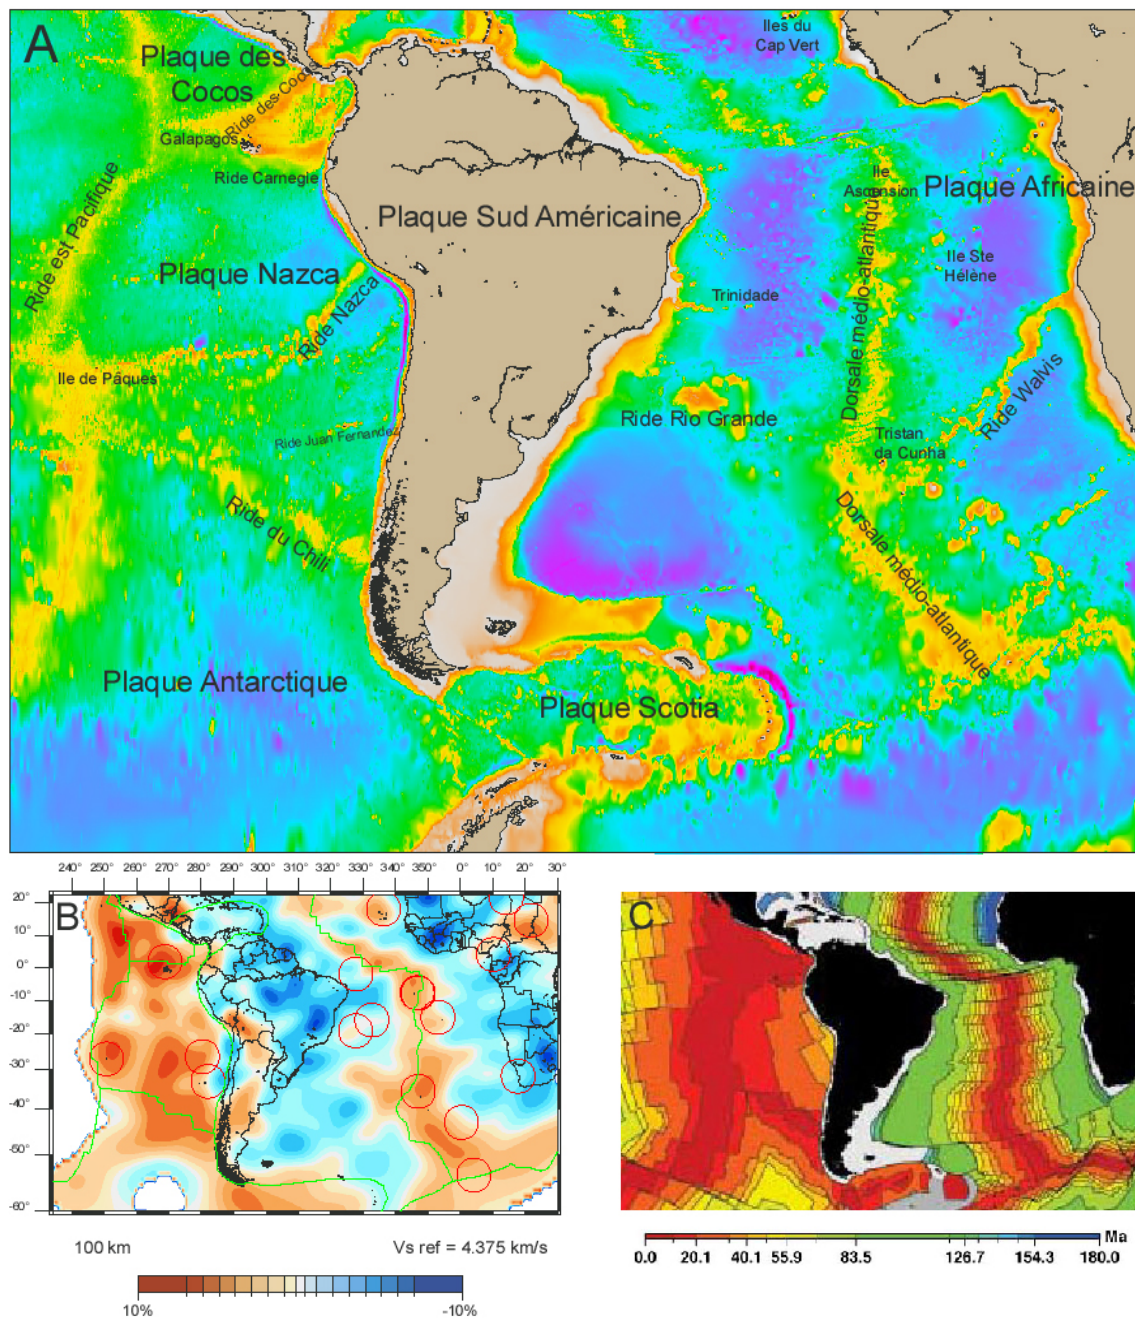 A
Plaque des
Cocos
Ride des Cocos
Galapagos
Ride Carnegie
Ride est Pacifique
Plaque Nazca
Ride Nazca
Ile de Pâques
Ride Juan Fernandez
Ride du Chili
Plaque Antarctique
Plaque Sud Américaine
Iles du
Cap Vert
Ile
Ascension
Plaque Africaine
Ile Ste
Hélène
Trinidade
Dorsale médio-atlantique
Ride Rio Grande
Ride Walvis
Tristan
da Cunha
Dorsale médio-atlantique
Plaque Scotia
240° 250° 260° 270° 280° 290° 300° 310° 320° 330° 340° 350° 0° 10° 20° 30°
B
20°
10°
0°
-10°
-20°
-30°
-40°
-50°
-60°
100 km
Vs ref = 4.375 km/s
10%
-10%
C
Ma
0.0 20.1 40.1 55.9 83.5 126.7 154.3 180.0